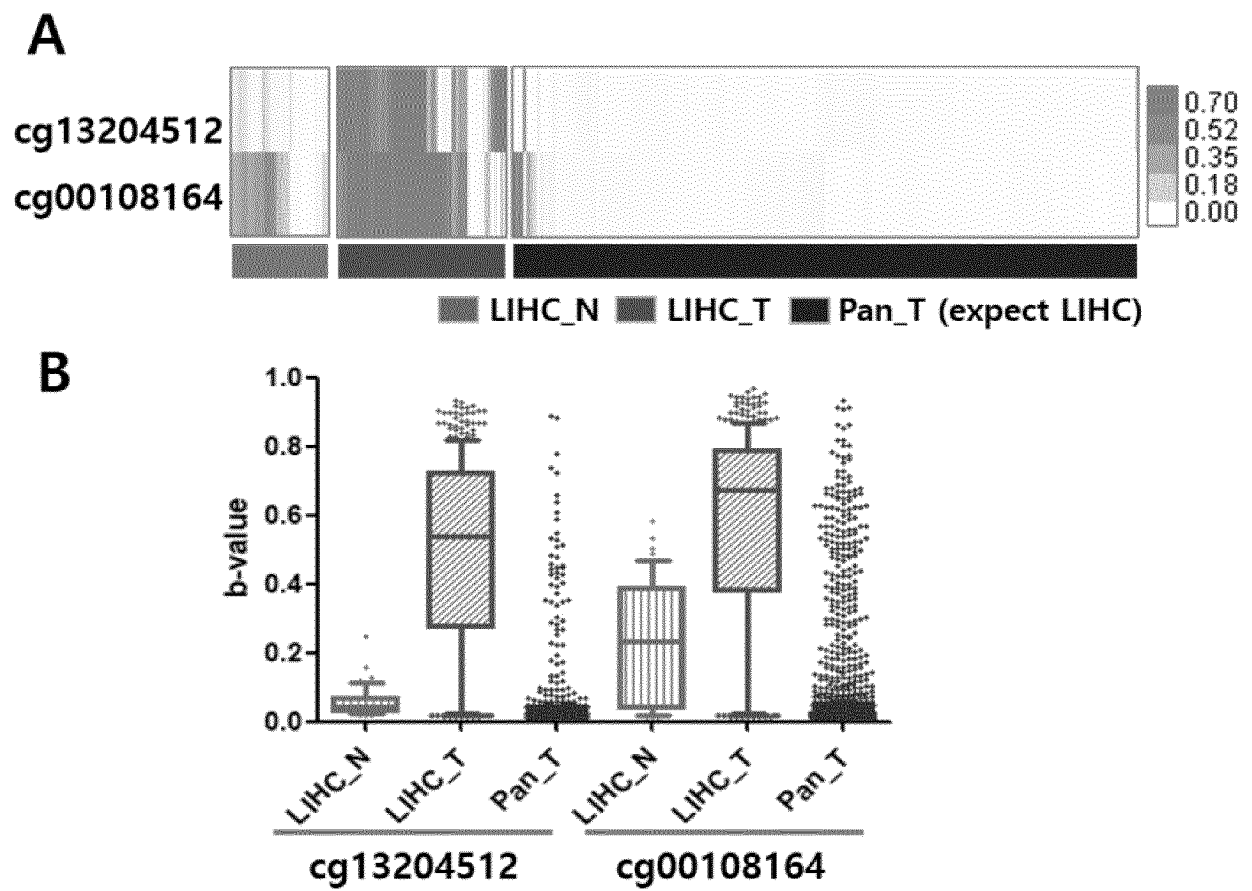 A
cg13204512
cg00108164
0.70
0.52
0.35
0.18
0.00
LIHC_N LIHC_T Pan_T (expect LIHC)
B
b-value
1.0
0.8
0.6
0.4
0.2
0.0
LIHC_N LIHC_T Pan_T LIHC_N LIHC_T Pan_T
cg13204512 cg00108164